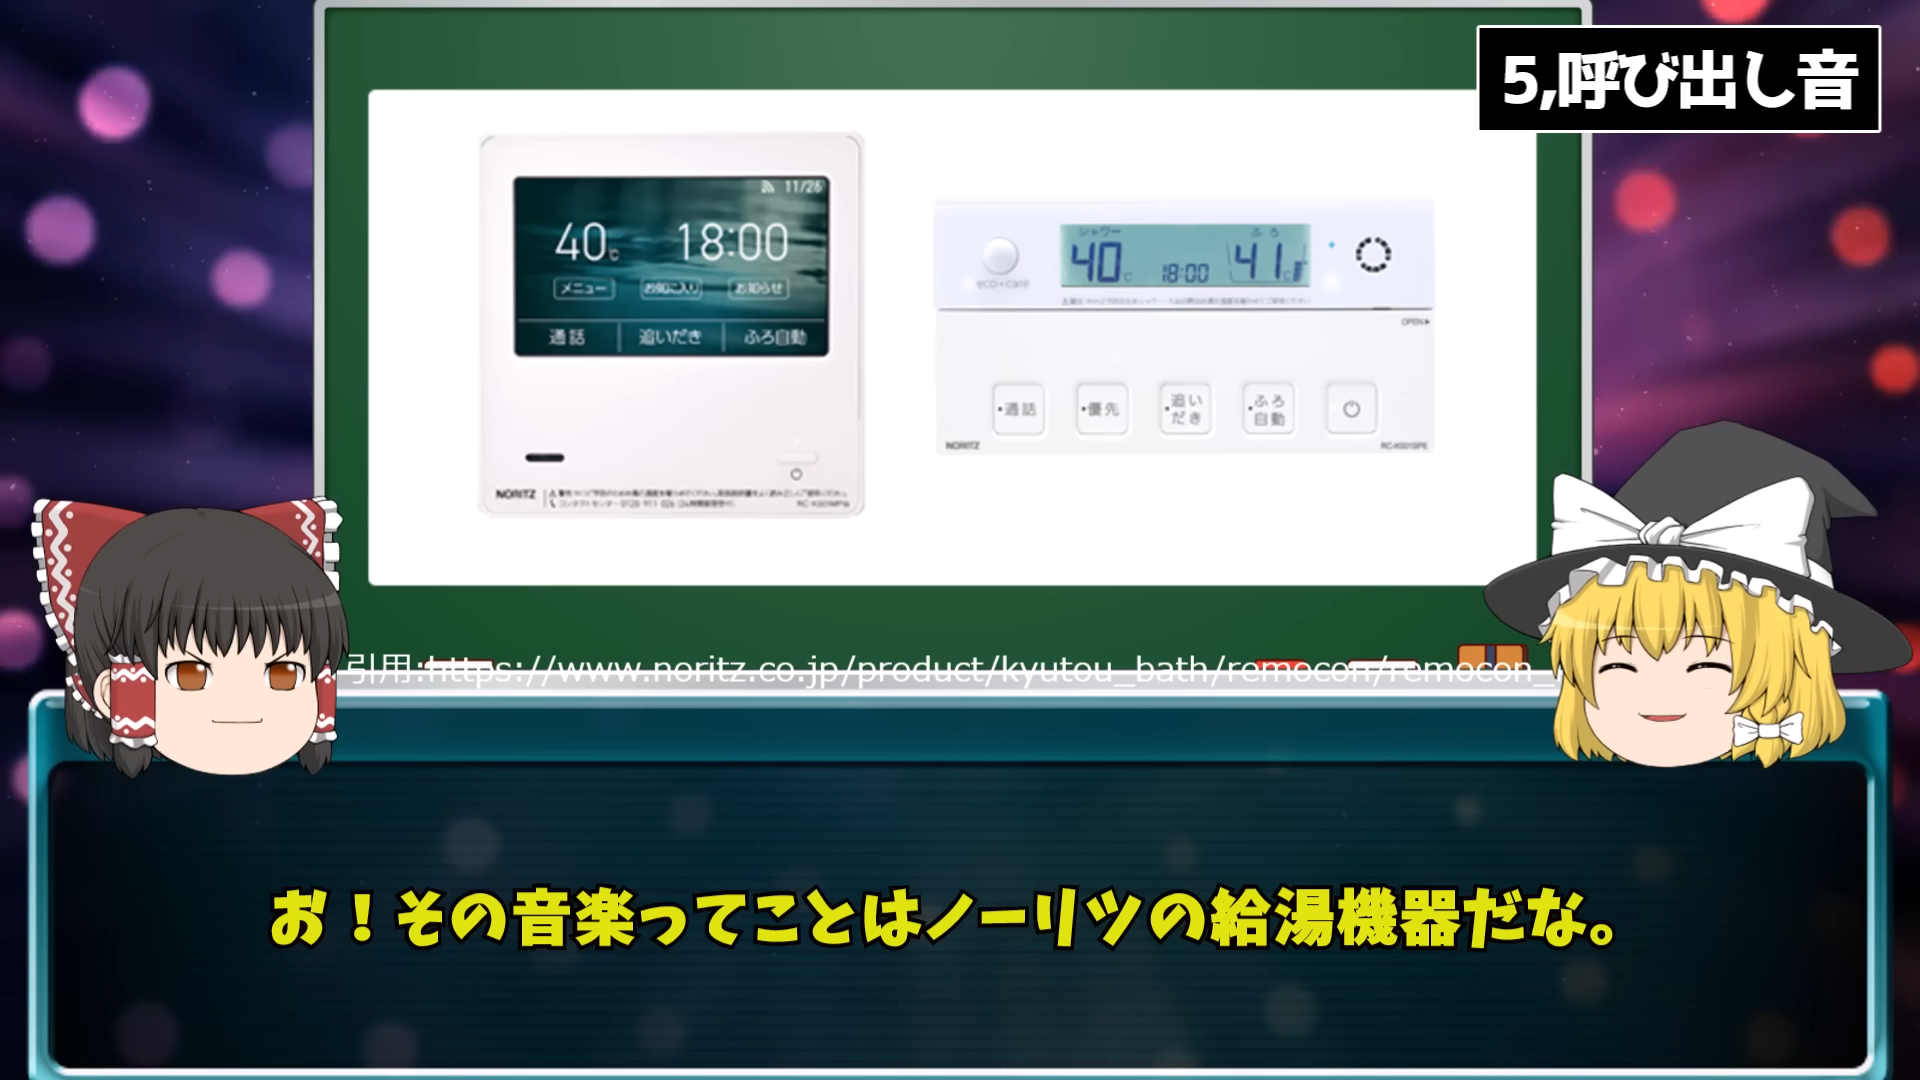 5,呼び出し音
11/26
40℃ 18:00
メニュー お気に入り お知らせ
通話 追いだき ふろ自動
NORITZ
シャワー ふろ
40℃ 18:00 41℃
eco•care
OPEN▶
通話 優先 追いだき ふろ自動
NORITZ
引用:https://www.noritz.co.jp/product/kyutou_bath/remocon/remocon_
お！その音楽ってことはノーリツの給湯機器だな。